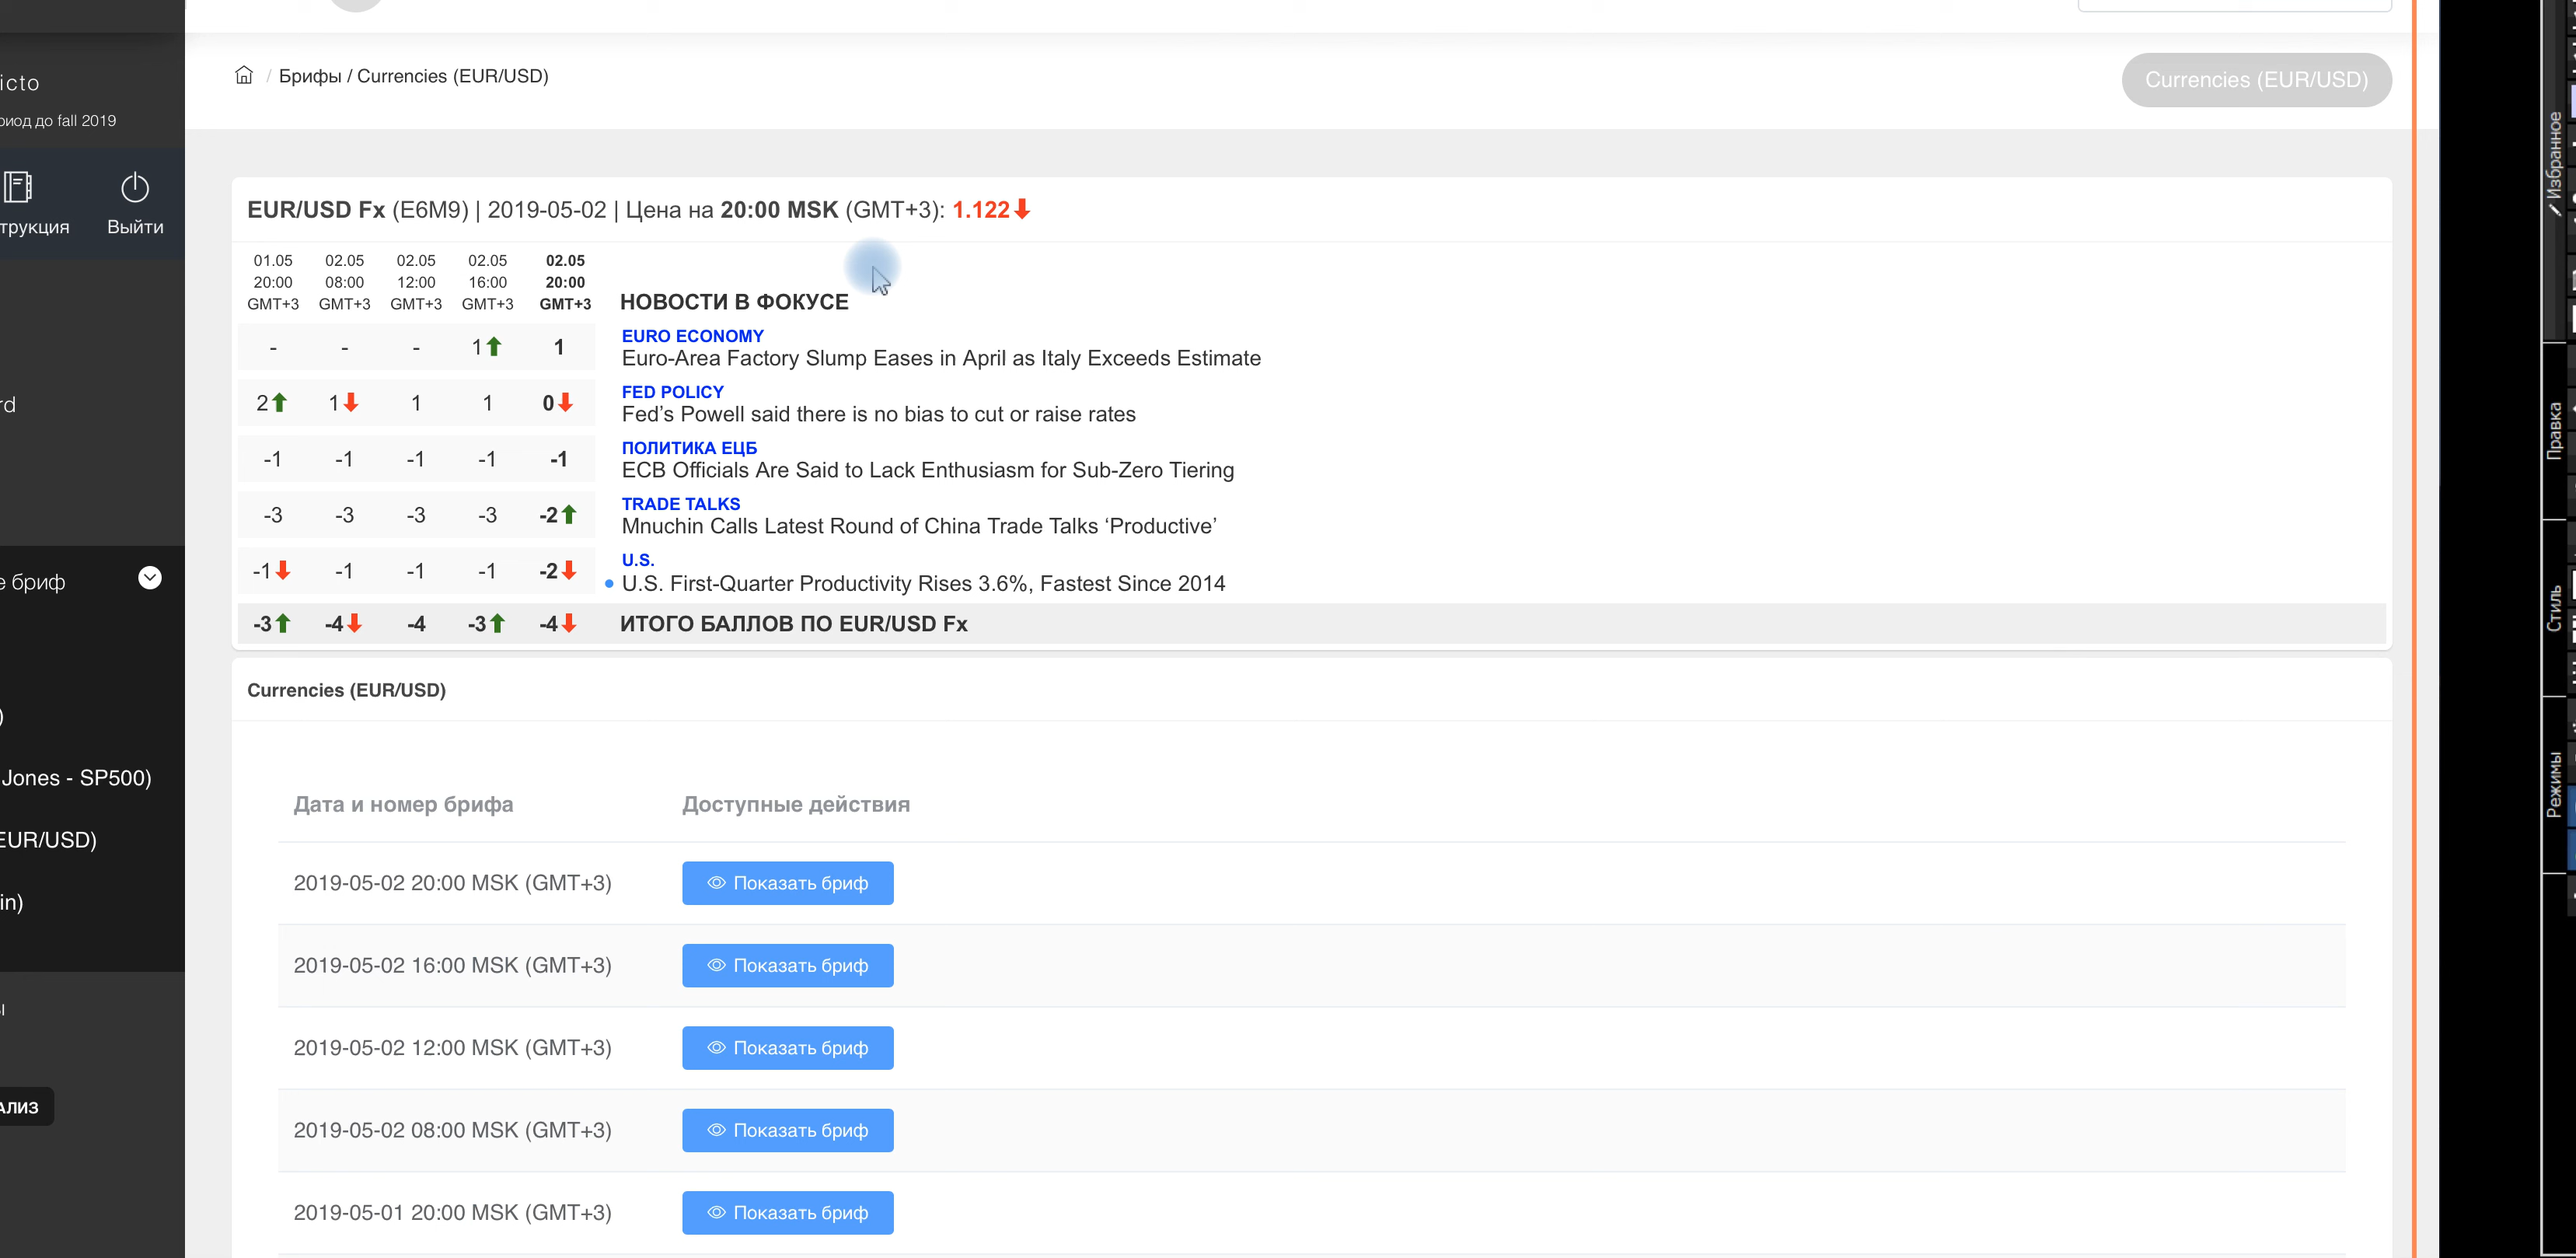 icto
риод до fall 2019
трукция
Выйти
rd
е бриф
)
Jones - SP500)
EUR/USD)
in)
ы
АЛИЗ
/ Брифы / Currencies (EUR/USD)
Currencies (EUR/USD)
EUR/USD Fx (E6M9) | 2019-05-02 | Цена на 20:00 MSK (GMT+3): 1.122
01.05 02.05 02.05 02.05 02.05
20:00 08:00 12:00 16:00 20:00
GMT+3 GMT+3 GMT+3 GMT+3 GMT+3
НОВОСТИ В ФОКУСЕ
EURO ECONOMY
- - - 1 1 Euro-Area Factory Slump Eases in April as Italy Exceeds Estimate
FED POLICY
2 1 1 1 0 Fed’s Powell said there is no bias to cut or raise rates
ПОЛИТИКА ЕЦБ
-1 -1 -1 -1 -1 ECB Officials Are Said to Lack Enthusiasm for Sub-Zero Tiering
TRADE TALKS
-3 -3 -3 -3 -2 Mnuchin Calls Latest Round of China Trade Talks ‘Productive’
U.S.
-1 -1 -1 -1 -2 U.S. First-Quarter Productivity Rises 3.6%, Fastest Since 2014
-3 -4 -4 -3 -4 ИТОГО БАЛЛОВ ПО EUR/USD Fx
Currencies (EUR/USD)
Дата и номер брифа Доступные действия
2019-05-02 20:00 MSK (GMT+3) Показать бриф
2019-05-02 16:00 MSK (GMT+3) Показать бриф
2019-05-02 12:00 MSK (GMT+3) Показать бриф
2019-05-02 08:00 MSK (GMT+3) Показать бриф
2019-05-01 20:00 MSK (GMT+3) Показать бриф
Избранное
Правка
Стиль
Режимы